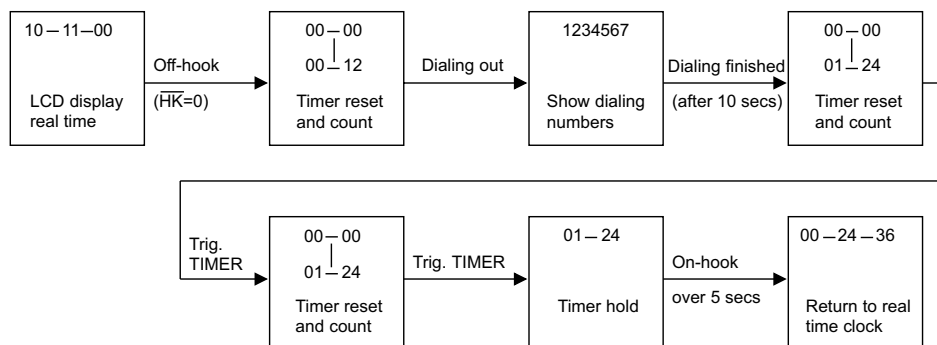 10–11–00
LCD display
real time
Off-hook
(H̅K̅=0)
00–00
00–12
Timer reset
and count
Dialing out
1234567
Show dialing
numbers
Dialing finished
(after 10 secs)
00–00
01–24
Timer reset
and count
Trig.
TIMER
00–00
01–24
Timer reset
and count
Trig. TIMER
01–24
Timer hold
On-hook
over 5 secs
00–24–36
Return to real
time clock